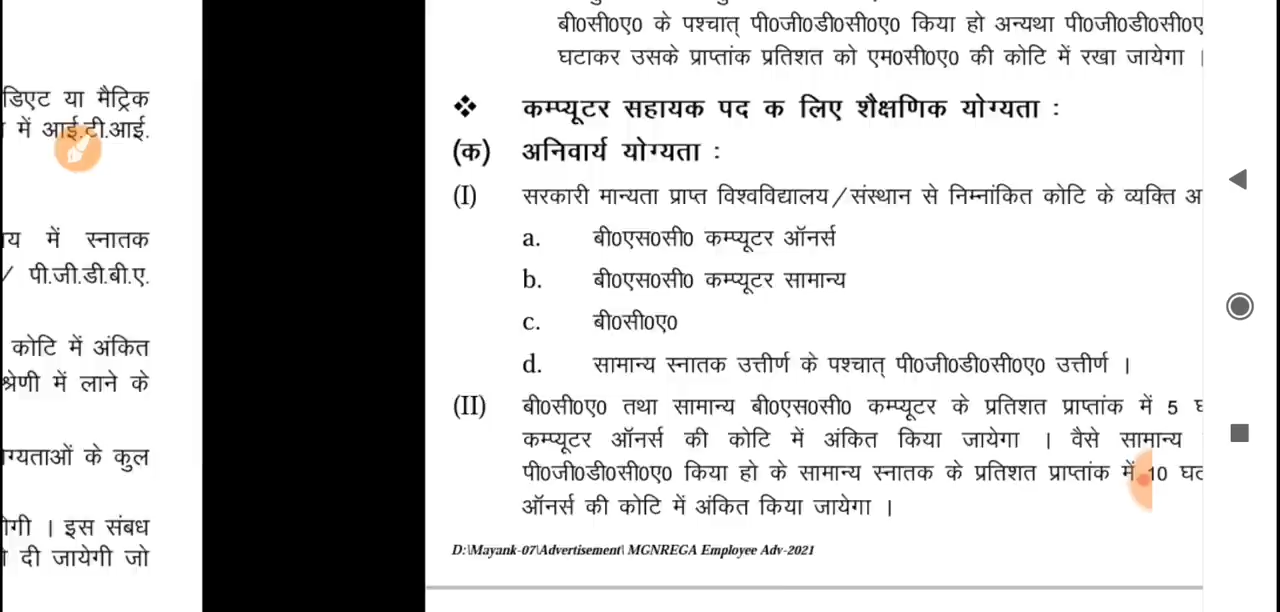 डिएट या मैट्रिक
में आई.टी.आई.
में स्नातक
/ पी.जी.डी.बी.ए.
कोटि में अंकित
श्रेणी में लाने के
के कुल
। इस संबध
दी जायेगी जो
बी0सी0ए0 के पश्चात् पी0जी0डी0सी0ए0 किया हो अन्यथा पी0जी0डी0सी0ए
घटाकर उसके प्राप्तांक प्रतिशत को एम0सी0ए0 की कोटि में रखा जायेगा ।
❖ कम्प्यूटर सहायक पद क लिए शैक्षणिक योग्यता :
(क) अनिवार्य योग्यता :
(I) सरकारी मान्यता प्राप्त विश्वविद्यालय/संस्थान से निम्नांकित कोटि के व्यक्ति अ
a. बी0एस0सी0 कम्प्यूटर ऑनर्स
b. बी0एस0सी0 कम्प्यूटर सामान्य
c. बी0सी0ए0
d. सामान्य स्नातक उत्तीर्ण के पश्चात् पी0जी0डी0सी0ए0 उत्तीर्ण ।
(II) बी0सी0ए0 तथा सामान्य बी0एस0सी0 कम्प्यूटर के प्रतिशत प्राप्तांक में 5
कम्प्यूटर ऑनर्स की कोटि में अंकित किया जायेगा । वैसे सामान्य
पी0जी0डी0सी0ए0 किया हो के सामान्य स्नातक के प्रतिशत प्राप्तांक में 10 घट
ऑनर्स की कोटि में अंकित किया जायेगा ।
D:\Mayank-07\Advertisement\ MGNREGA Employee Adv-2021